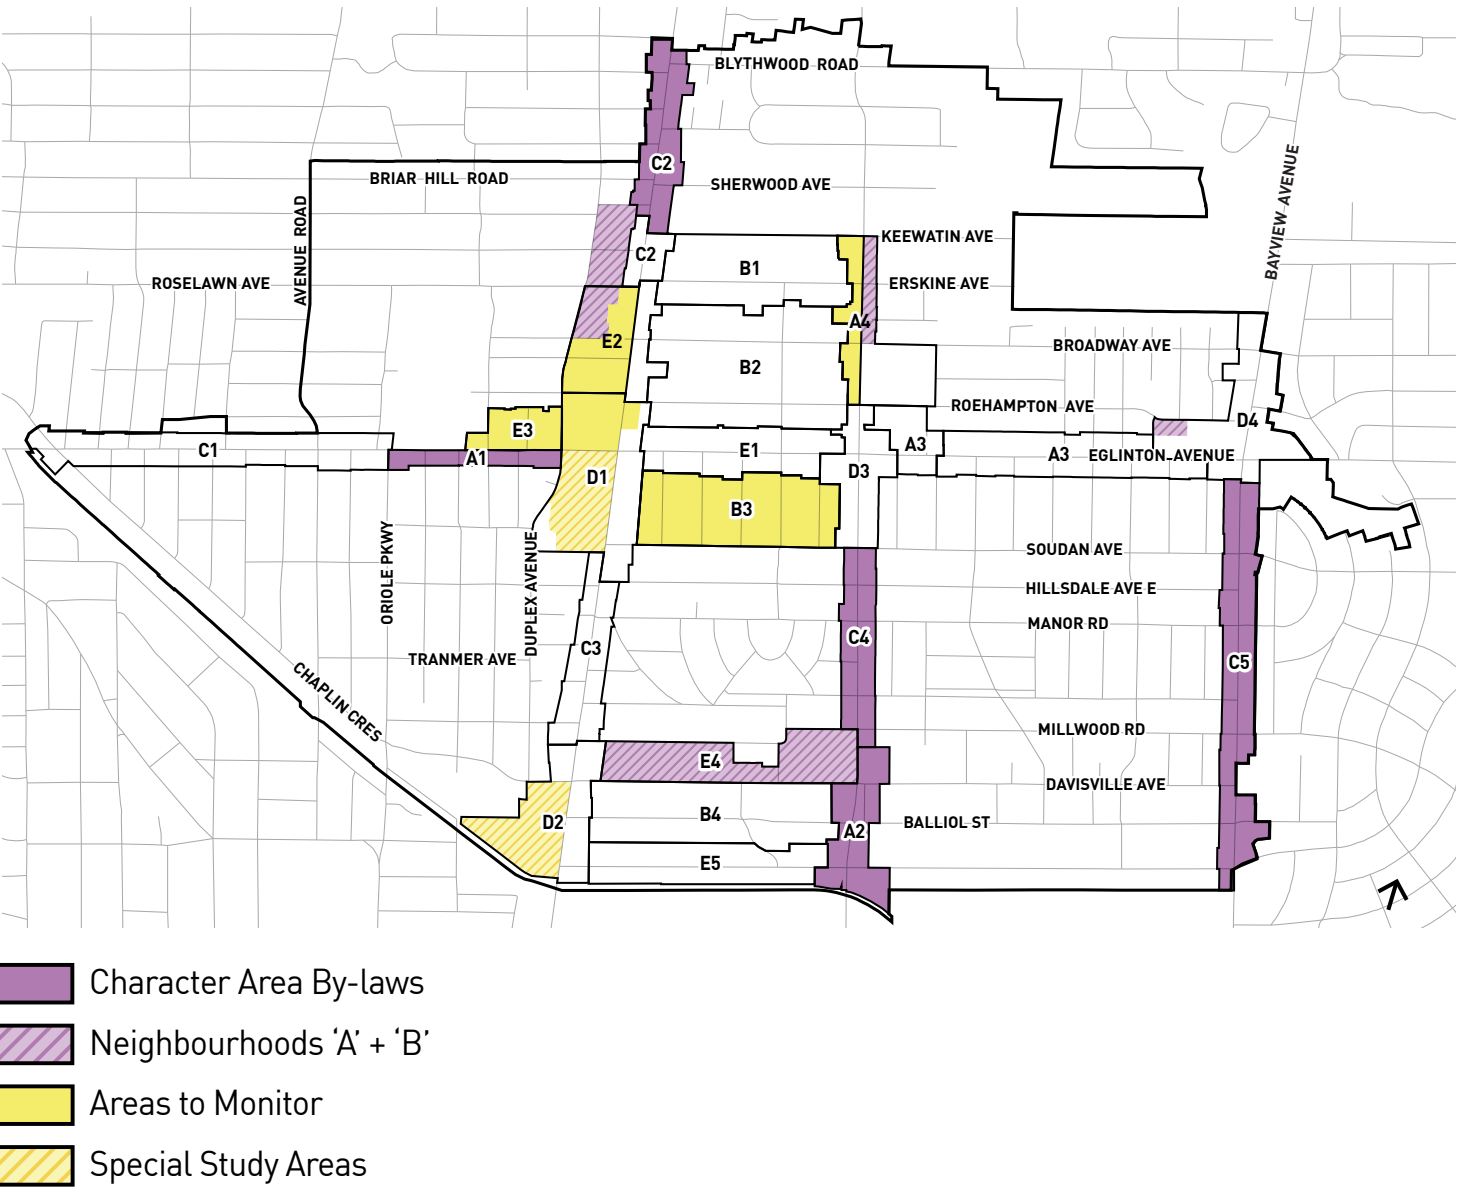 BLYTHWOOD ROAD
C2
BRIAR HILL ROAD
SHERWOOD AVE
BAYVIEW AVENUE
AVENUE ROAD
KEEWATIN AVE
C2
B1
ROSELAWN AVE
ERSKINE AVE
A4
E2
BROADWAY AVE
B2
ROEHAMPTON AVE
D4
E3
C1
A1
E1
A3
A3
EGLINTON AVENUE
D3
D1
B3
SOUDAN AVE
ORIOLE PKWY
DUPLEX AVENUE
HILLSDALE AVE E
MANOR RD
C4
C3
TRANMER AVE
C5
CHAPLIN CRES
MILLWOOD RD
E4
DAVISVILLE AVE
B4
D2
A2
BALLIOL ST
E5
Character Area By-laws
Neighbourhoods ‘A’ + ‘B’
Areas to Monitor
Special Study Areas